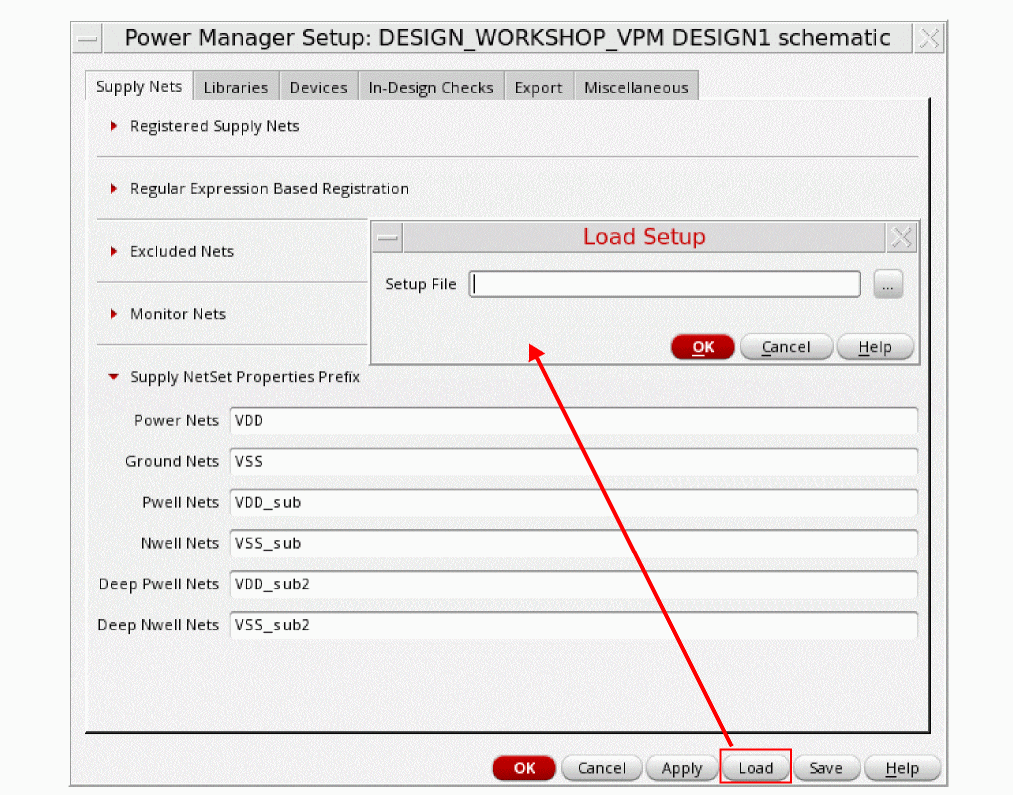 Power Manager Setup: DESIGN_WORKSHOP_VPM DESIGN1 schematic
Supply Nets Libraries Devices In-Design Checks Export Miscellaneous
Registered Supply Nets
Regular Expression Based Registration
Excluded Nets
Monitor Nets
Load Setup
Setup File ...
OK Cancel Help
Supply NetSet Properties Prefix
Power Nets VDD
Ground Nets VSS
Pwell Nets VDD_sub
Nwell Nets VSS_sub
Deep Pwell Nets VDD_sub2
Deep Nwell Nets VSS_sub2
OK Cancel Apply Load Save Help